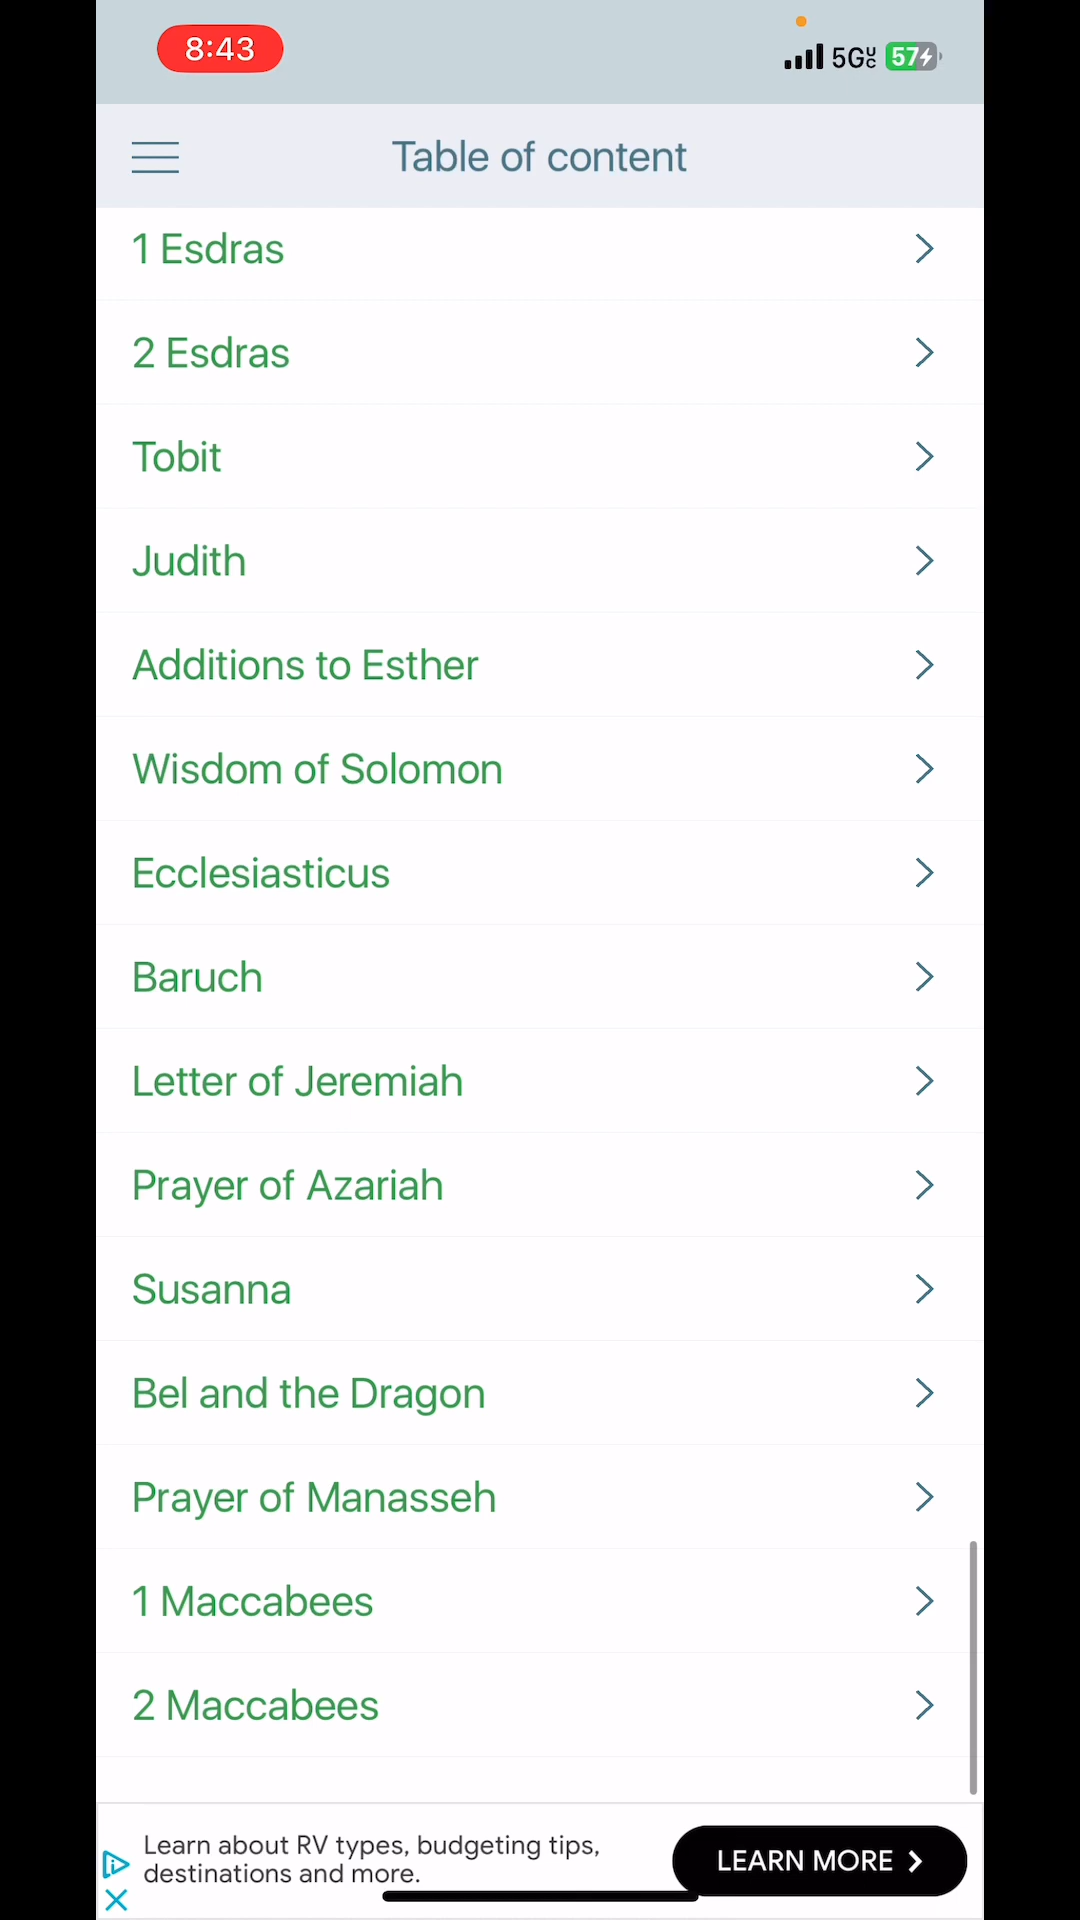 8:43
5GUC 57
Table of content
1 Esdras
2 Esdras
Tobit
Judith
Additions to Esther
Wisdom of Solomon
Ecclesiasticus
Baruch
Letter of Jeremiah
Prayer of Azariah
Susanna
Bel and the Dragon
Prayer of Manasseh
1 Maccabees
2 Maccabees
Learn about RV types, budgeting tips,
destinations and more.
LEARN MORE